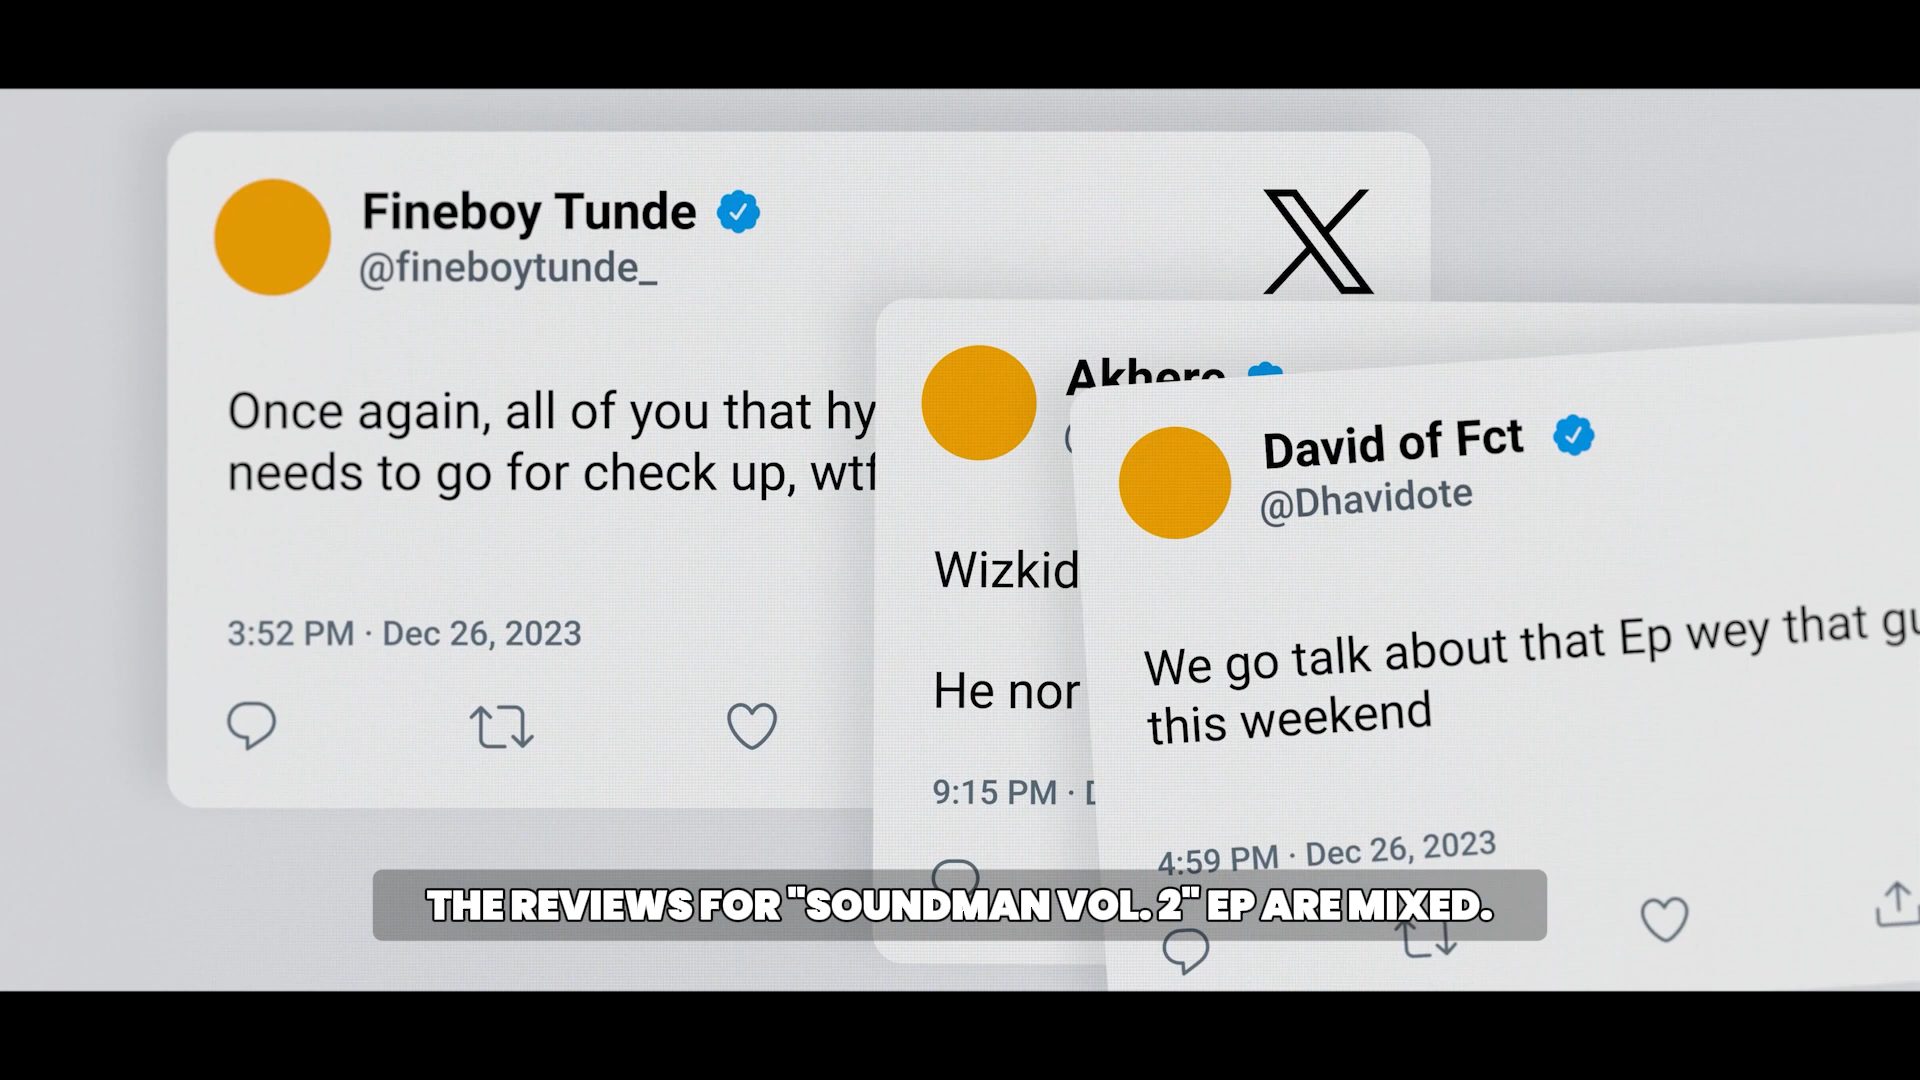 Fineboy Tunde
@fineboytunde_
Once again, all of you that hy
needs to go for check up, wtf
3:52 PM · Dec 26, 2023
Akhere
Wizkid
He nor
9:15 PM ·
David of Fct
@Dhavidote
We go talk about that Ep wey that gu
this weekend
4:59 PM · Dec 26, 2023
THE REVIEWS FOR "SOUNDMAN VOL. 2" EP ARE MIXED.